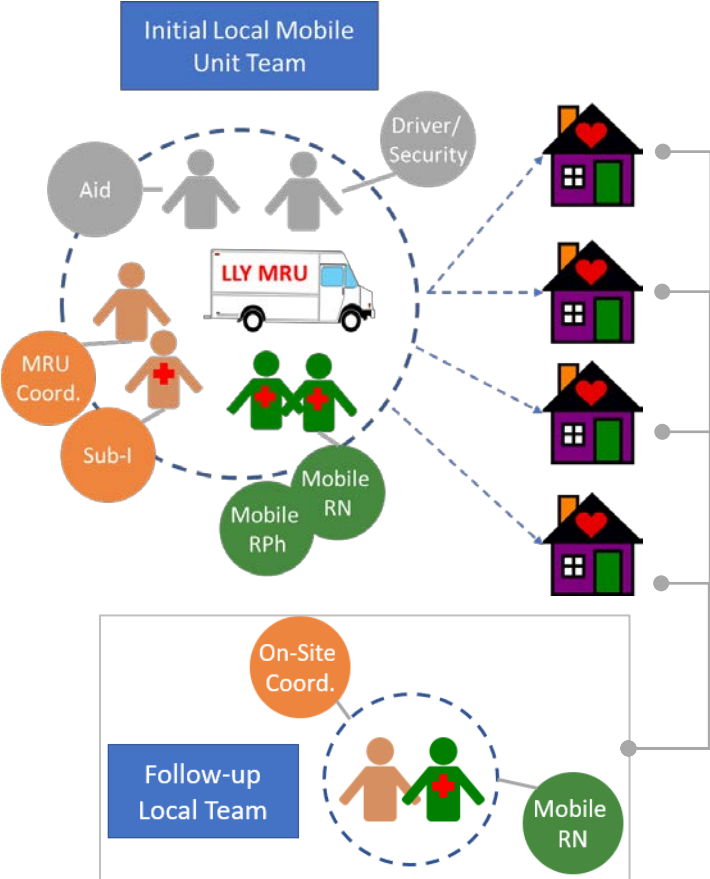 Initial Local Mobile
Unit Team
Driver/
Security
Aid
LLY MRU
MRU
Coord.
Sub-I
Mobile
RN
Mobile
RPh
On-Site
Coord.
Follow-up
Local Team
Mobile
RN